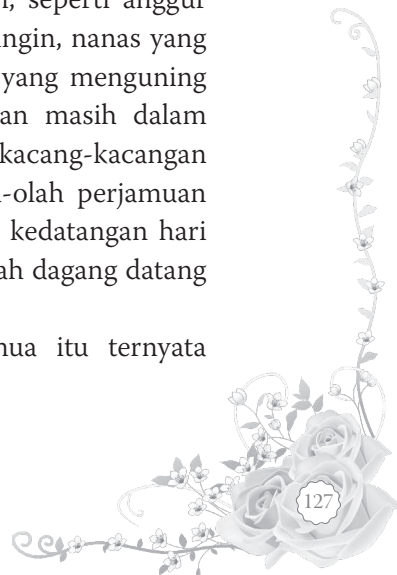 seperti anggur
ingin, nanas yang
yang menguning
an masih dalam
kacang-kacangan
-olah perjamuan
kedatangan hari
ah dagang datang
nua itu ternyata
127